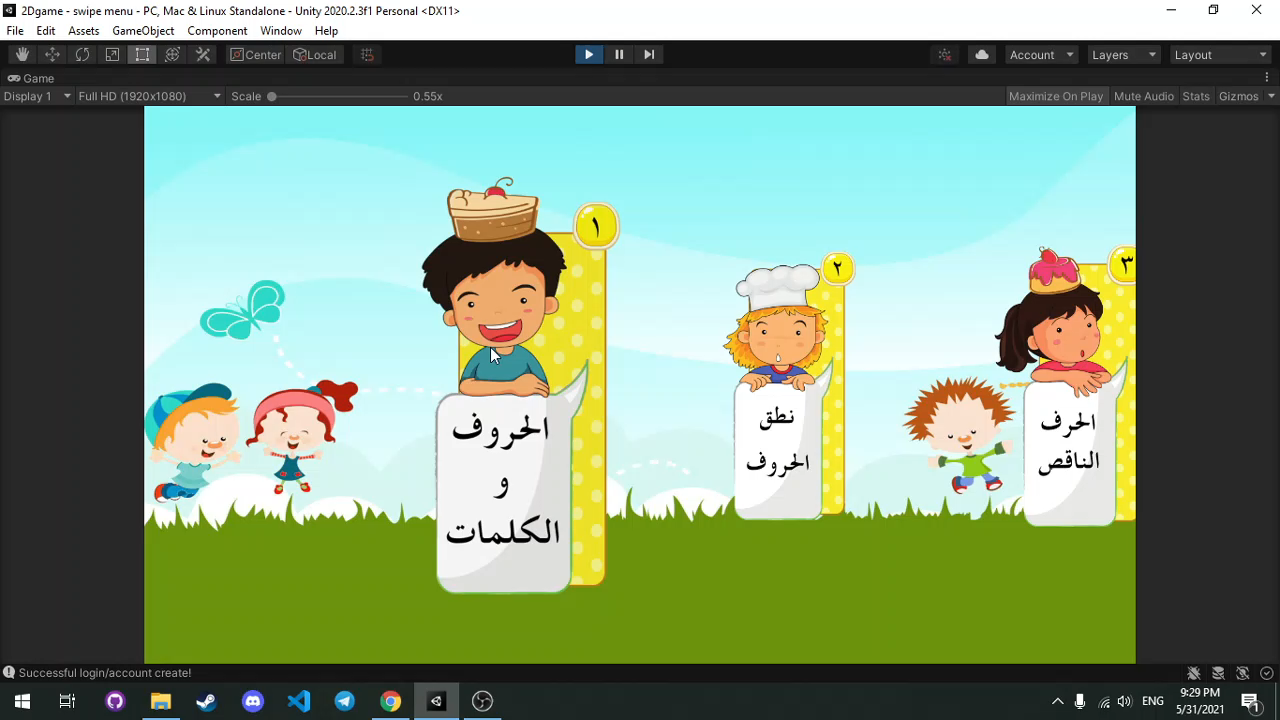 2Dgame - swipe menu - PC, Mac & Linux Standalone - Unity 2020.2.3f1 Personal <DX11>
File Edit Assets GameObject Component Window Help
Center Local Account Layers Layout
Game
Display 1 Full HD (1920x1080) Scale 0.55x Maximize On Play Mute Audio Stats Gizmos
١
الحروف
و
الكلمات
٢
نطق
الحروف
٣
الحرف
الناقص
Successful login/account create!
ENG
9:29 PM
5/31/2021
1